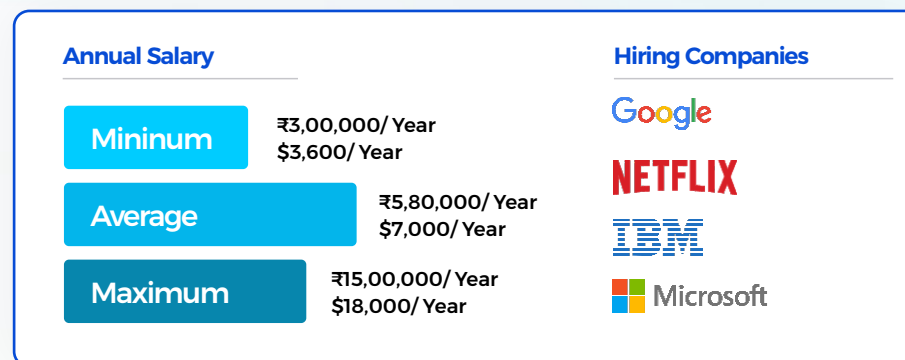 Annual Salary
Mininum
₹3,00,000/ Year
$3,600/ Year
Average
₹5,80,000/ Year
$7,000/ Year
Maximum
₹15,00,000/ Year
$18,000/ Year
Hiring Companies
Google
NETFLIX
IBM
Microsoft